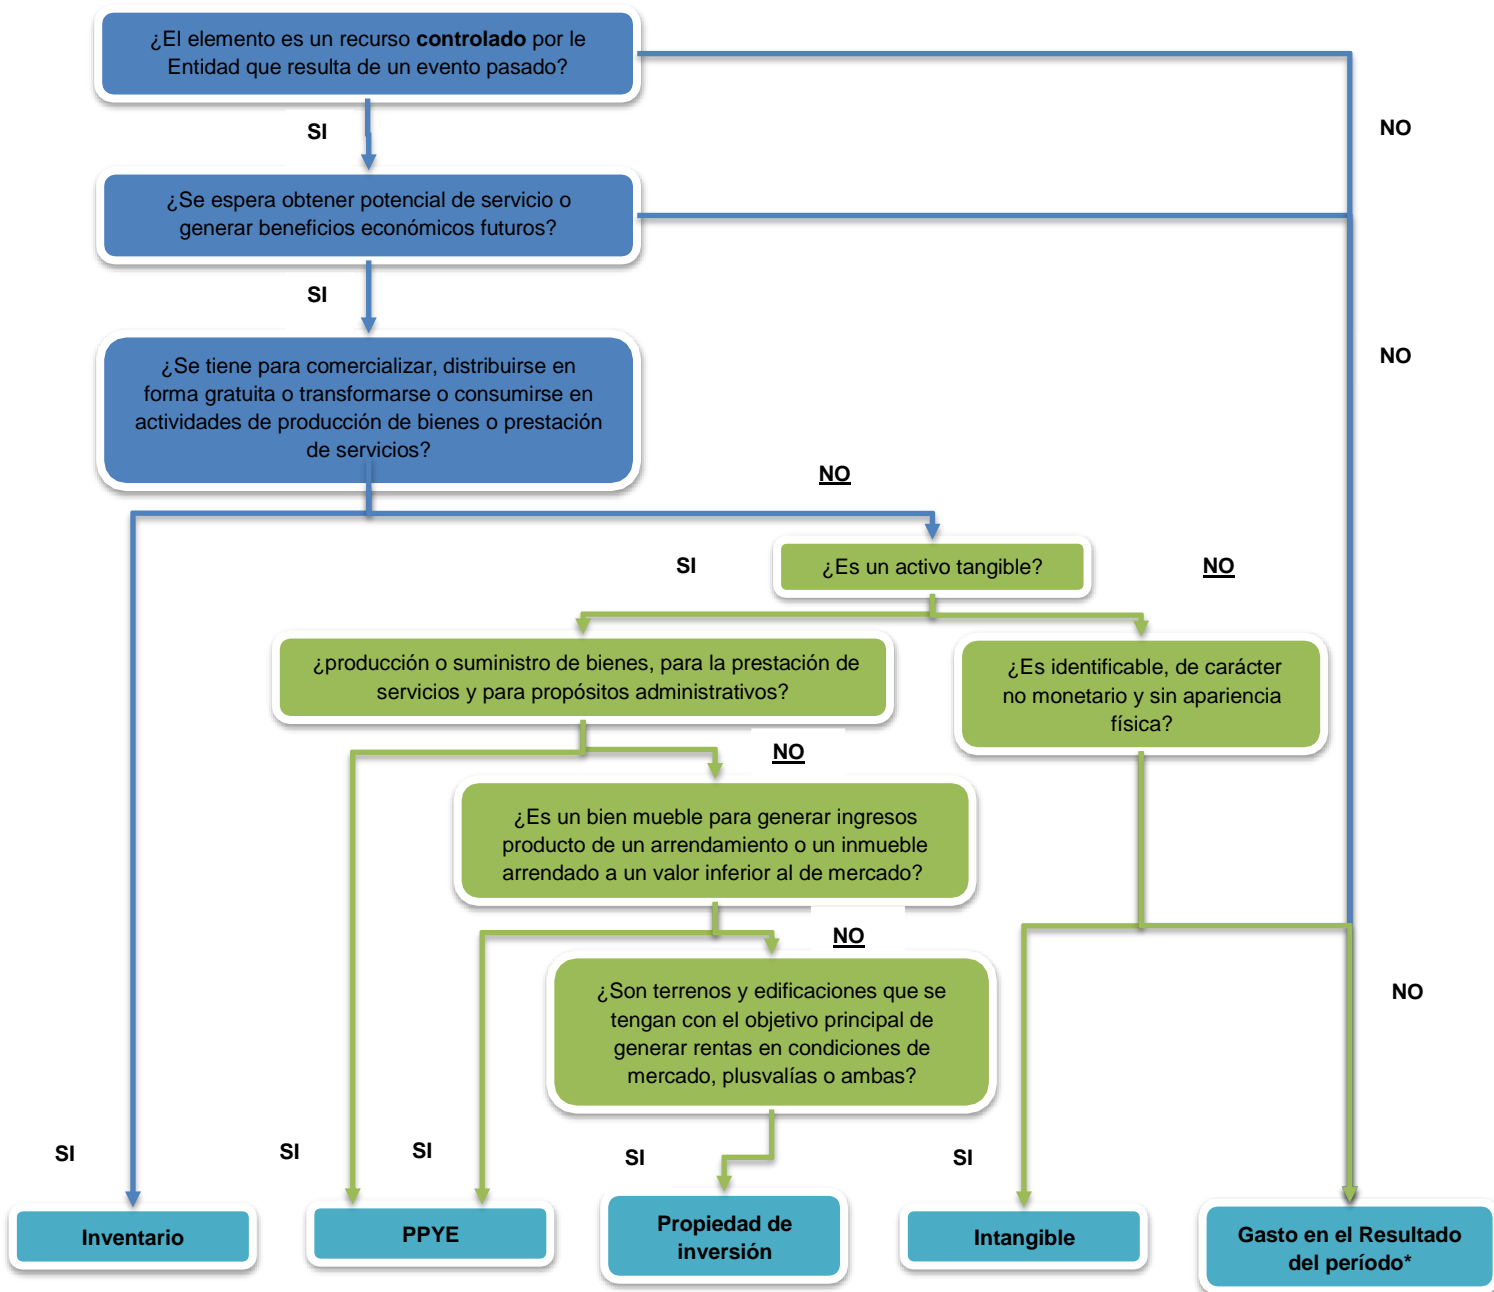 ¿El elemento es un recurso controlado por le
Entidad que resulta de un evento pasado?
NO
SI
¿Se espera obtener potencial de servicio o
generar beneficios económicos futuros?
SI
NO
¿Se tiene para comercializar, distribuirse en
forma gratuita o transformarse o consumirse en
actividades de producción de bienes o prestación
de servicios?
NO
SI
¿Es un activo tangible?
NO
¿producción o suministro de bienes, para la prestación de
servicios y para propósitos administrativos?
¿Es identificable, de carácter
no monetario y sin apariencia
física?
NO
¿Es un bien mueble para generar ingresos
producto de un arrendamiento o un inmueble
arrendado a un valor inferior al de mercado?
NO
¿Son terrenos y edificaciones que se
tengan con el objetivo principal de
generar rentas en condiciones de
mercado, plusvalías o ambas?
NO
SI
SI
SI
SI
SI
Inventario
PPYE
Propiedad de
inversión
Intangible
Gasto en el Resultado
del período*